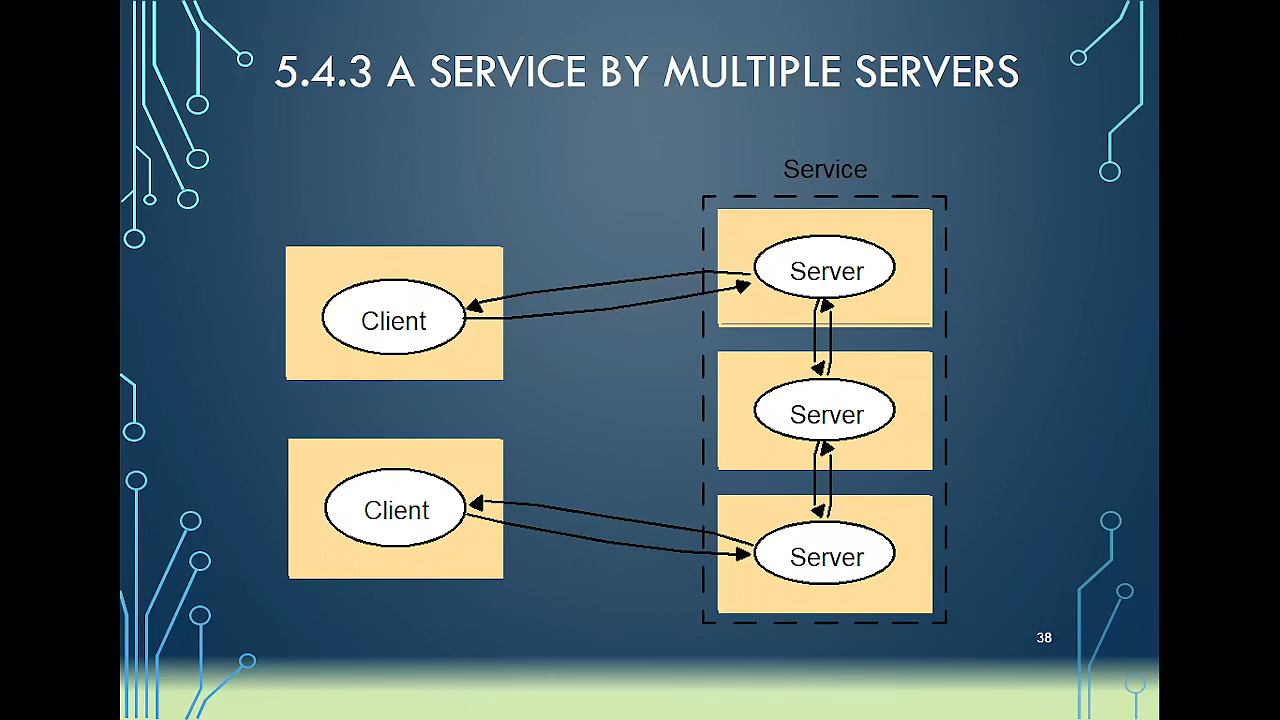 5.4.3 A SERVICE BY MULTIPLE SERVERS
Service
Server
Client
Server
Client
Server
38